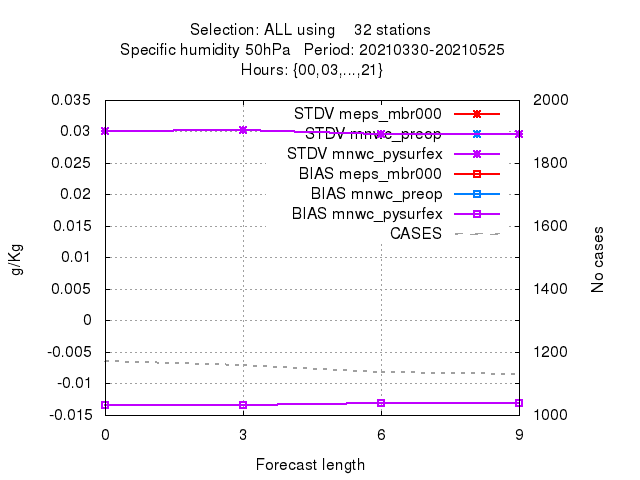 Selection: ALL using    32 stations
Specific humidity 50hPa   Period: 20210330-20210525
Hours: {00,03,...,21}
0.035
0.03
0.025
0.02
0.015
0.01
0.005
0
-0.005
-0.01
-0.015
2000
1800
1600
1400
1200
1000
STDV meps_mbr000
STDV mnwc_preop
STDV mnwc_pysurfex
BIAS meps_mbr000
BIAS mnwc_preop
BIAS mnwc_pysurfex
CASES
g/Kg
No cases
0 3 6 9
Forecast length